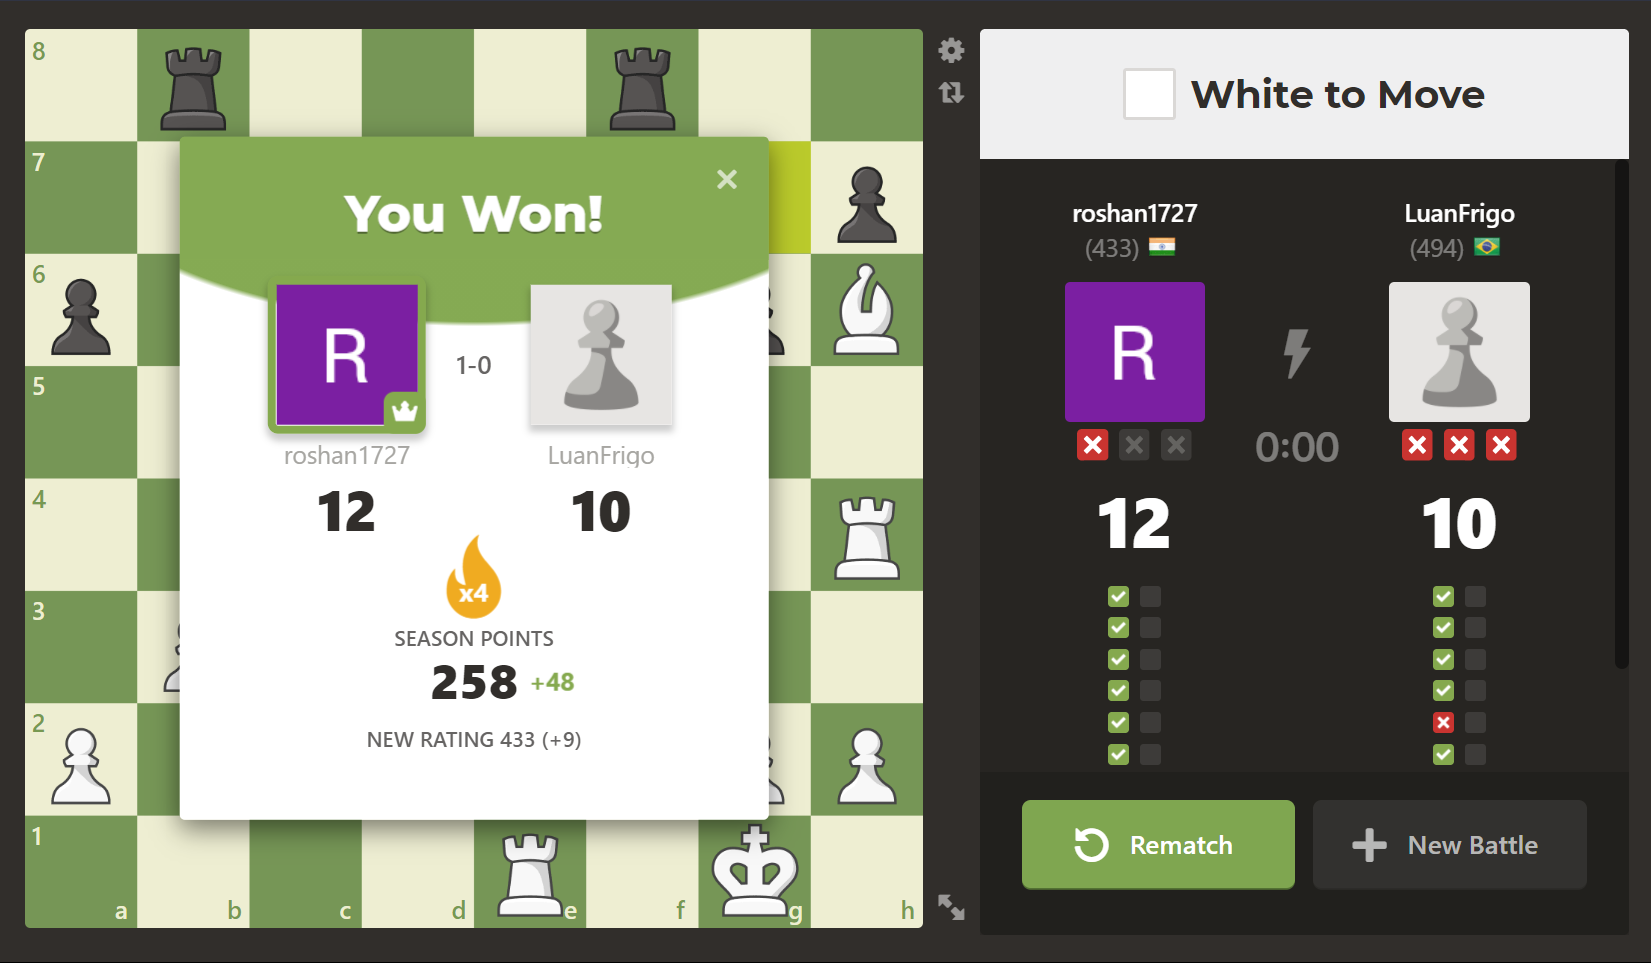 8
7
6
5
4
3
2
1
a
b
c
d
e
f
g
h
You Won!
R
1-0
roshan1727
LuanFrigo
12
10
x4
SEASON POINTS
258 +48
NEW RATING 433 (+9)
White to Move
roshan1727
LuanFrigo
(433)
(494)
R
0:00
12
10
Rematch
New Battle